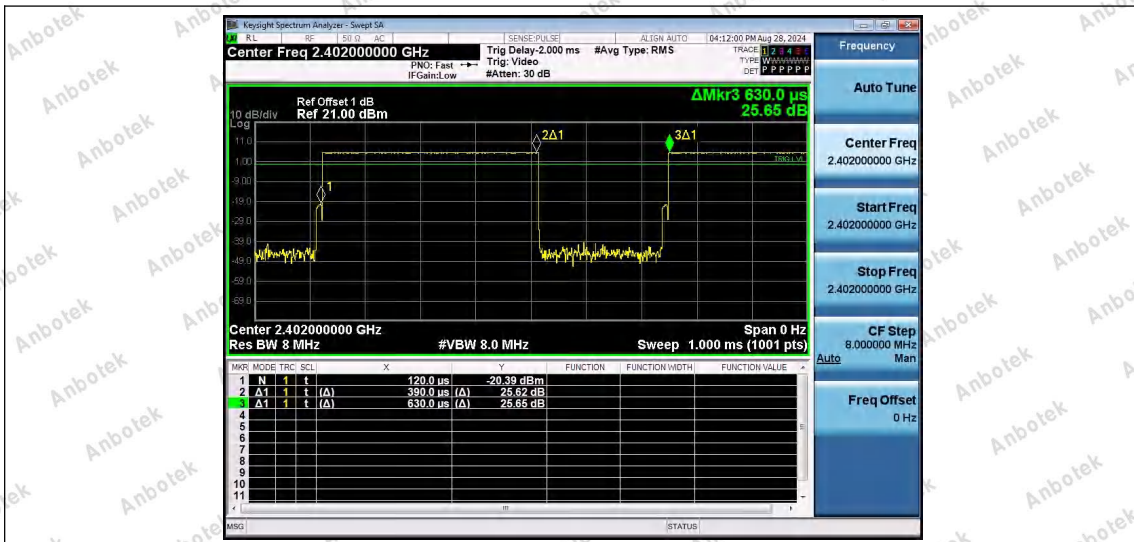 Keysight Spectrum Analyzer - Swept SA
RL RF 50 Ω AC SENSE:PULSE ALIGN AUTO 04:12:00 PM Aug 28, 2024
Center Freq 2.402000000 GHz
Trig Delay-2.000 ms #Avg Type: RMS
TRACE 1 2 3 4 5 6
PNO: Fast Trig: Video
TYPE WWWWWW
IFGain:Low #Atten: 30 dB
DET P P P P P P
Frequency
Auto Tune
ΔMkr3 630.0 µs
25.65 dB
Ref Offset 1 dB
10 dB/div Ref 21.00 dBm
Log
11.0
1.00
-9.00
-19.0
-29.0
-39.0
-49.0
-59.0
-69.0
1
2Δ1
3Δ1
TRIG LVL
Center Freq
2.402000000 GHz
Start Freq
2.402000000 GHz
Stop Freq
2.402000000 GHz
Center 2.402000000 GHz Span 0 Hz
Res BW 8 MHz #VBW 8.0 MHz Sweep 1.000 ms (1001 pts)
CF Step
8.000000 MHz
Auto Man
MKR MODE TRC SCL X Y FUNCTION FUNCTION WIDTH FUNCTION VALUE
1 N 1 t 120.0 µs -20.39 dBm
2 Δ1 1 t (Δ) 390.0 µs (Δ) 25.62 dB
3 Δ1 1 t (Δ) 630.0 µs (Δ) 25.65 dB
4
5
6
7
8
9
10
11
Freq Offset
0 Hz
MSG STATUS
Anbotek